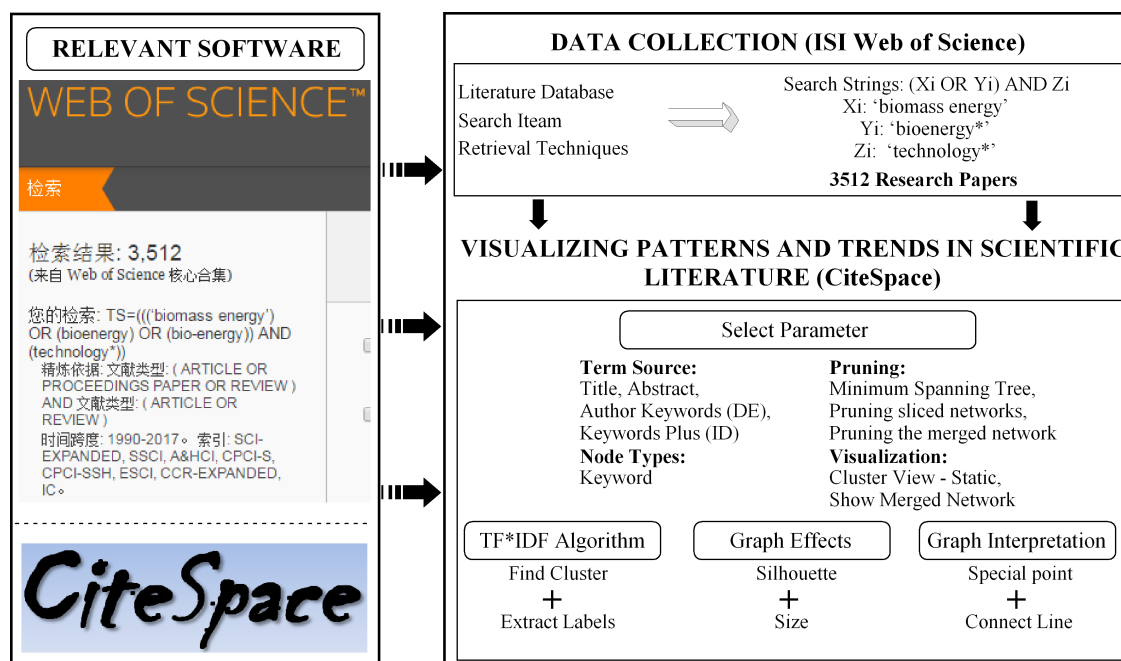 RELEVANT SOFTWARE
WEB OF SCIENCE™
检索
检索结果: 3,512
(来自 Web of Science 核心合集)
您的检索: TS=(((‘biomass energy’)
OR (bioenergy) OR (bio-energy)) AND
(technology*))
精炼依据: 文献类型: ( ARTICLE OR
PROCEEDINGS PAPER OR REVIEW )
AND 文献类型: ( ARTICLE OR
REVIEW )
时间跨度: 1990-2017。 索引: SCI-
EXPANDED, SSCI, A&HCI, CPCI-S,
CPCI-SSH, ESCI, CCR-EXPANDED,
IC。
CiteSpace
DATA COLLECTION (ISI Web of Science)
Literature Database
Search Iteam
Retrieval Techniques
Search Strings: (Xi OR Yi) AND Zi
Xi: ‘biomass energy’
Yi: ‘bioenergy*’
Zi: ‘technology*’
3512 Research Papers
VISUALIZING PATTERNS AND TRENDS IN SCIENTIFIC
LITERATURE (CiteSpace)
Select Parameter
Term Source:
Title, Abstract,
Author Keywords (DE),
Keywords Plus (ID)
Node Types:
Keyword
Pruning:
Minimum Spanning Tree,
Pruning sliced networks,
Pruning the merged network
Visualization:
Cluster View - Static,
Show Merged Network
TF*IDF Algorithm
Find Cluster
+
Extract Labels
Graph Effects
Silhouette
+
Size
Graph Interpretation
Special point
+
Connect Line